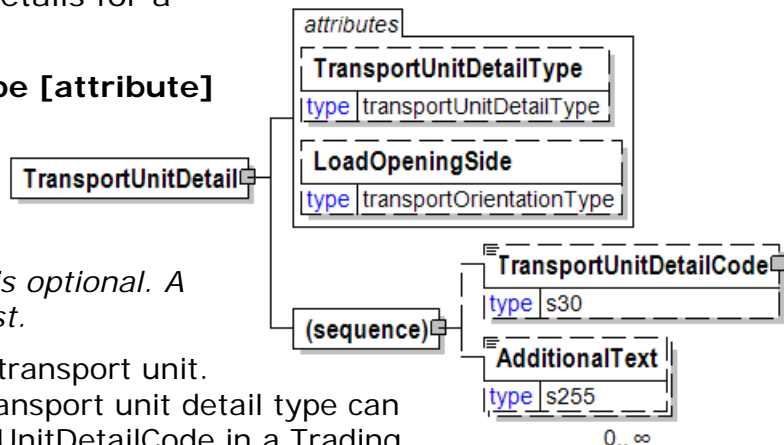 etails for a
pe [attribute]
is optional. A
st.
transport unit.
ansport unit detail type can
UnitDetailCode in a Trading
attributes
TransportUnitDetailType
type transportUnitDetailType
LoadOpeningSide
type transportOrientationType
TransportUnitDetail
(sequence)
TransportUnitDetailCode
type s30
AdditionalText
type s255
0..∞